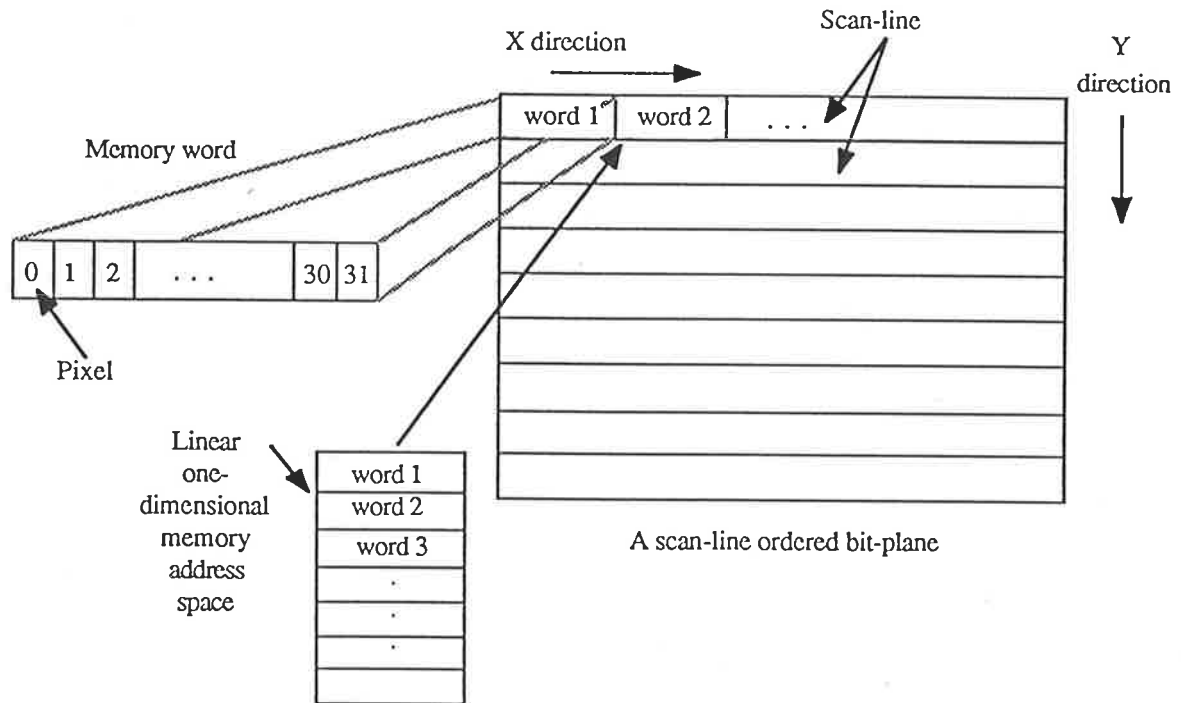 Scan-line
X direction
Y
direction
word 1
word 2
. . .
Memory word
0
1
2
. . .
30
31
Pixel
Linear
one-
dimensional
memory
address
space
word 1
word 2
word 3
.
.
.
A scan-line ordered bit-plane